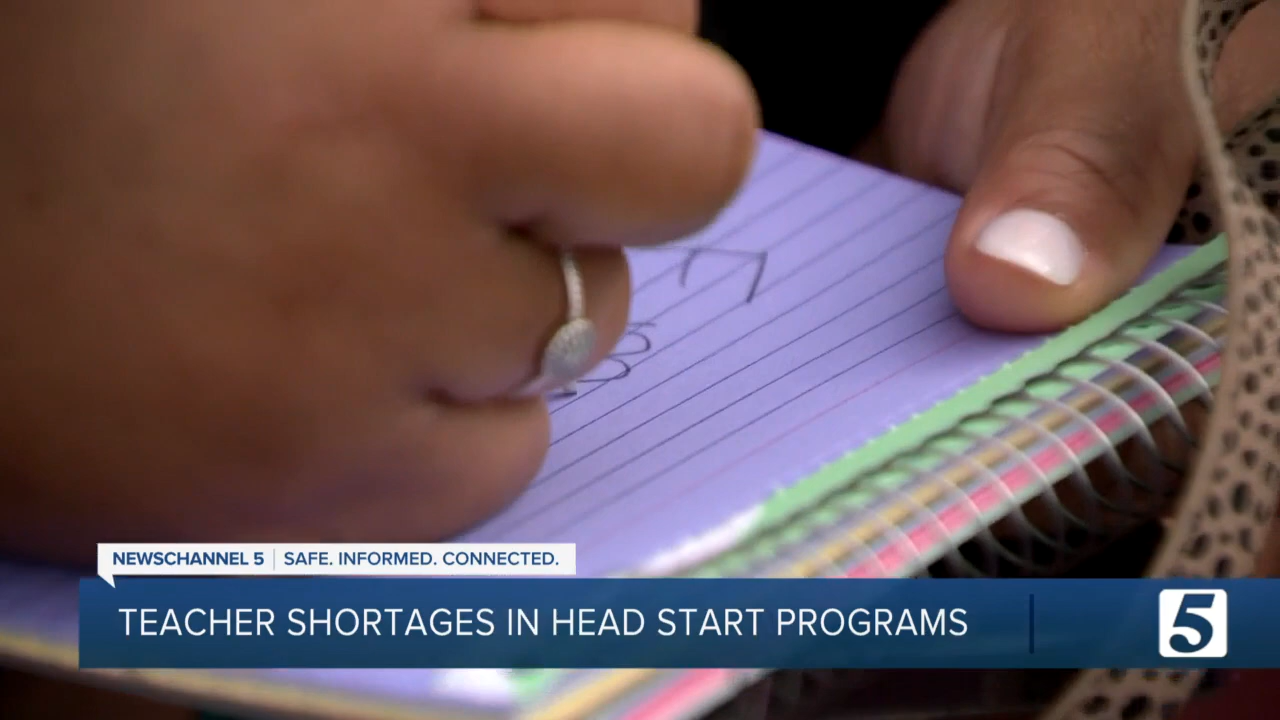 NEWSCHANNEL 5 | SAFE. INFORMED. CONNECTED.
TEACHER SHORTAGES IN HEAD START PROGRAMS
5